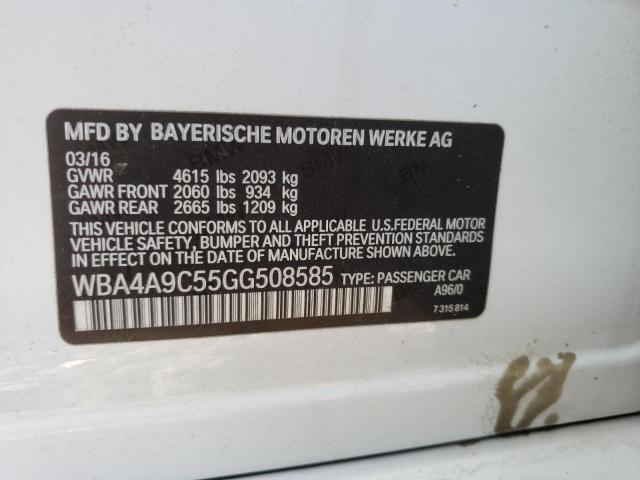 MFD BY BAYERISCHE MOTOREN WERKE AG
03/16
GVWR 4615 lbs 2093 kg
GAWR FRONT 2060 lbs 934 kg
GAWR REAR 2665 lbs 1209 kg
THIS VEHICLE CONFORMS TO ALL APPLICABLE U.S.FEDERAL MOTOR
VEHICLE SAFETY, BUMPER AND THEFT PREVENTION STANDARDS
IN EFFECT ON THE DATE OF MANUFACTURE SHOWN ABOVE.
WBA4A9C55GG508585 TYPE: PASSENGER CAR
A96/0
7 315 814